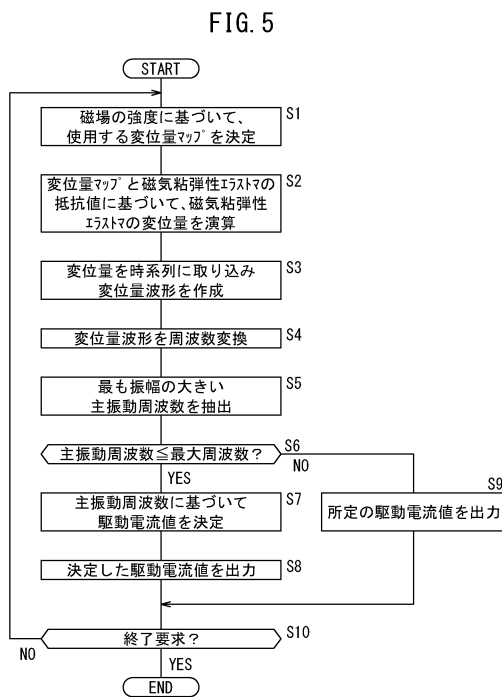 FIG. 5
START
磁場の強度に基づいて、
使用する変位量マップを決定
S1
変位量マップと磁気粘弾性エラストマの
抵抗値に基づいて、磁気粘弾性
エラストマの変位量を演算
S2
変位量を時系列に取り込み
変位量波形を作成
S3
変位量波形を周波数変換
S4
最も振幅の大きい
主振動周波数を抽出
S5
主振動周波数≦最大周波数？
S6
NO
YES
主振動周波数に基づいて
駆動電流値を決定
S7
所定の駆動電流値を出力
S9
決定した駆動電流値を出力
S8
終了要求？
S10
NO
YES
END